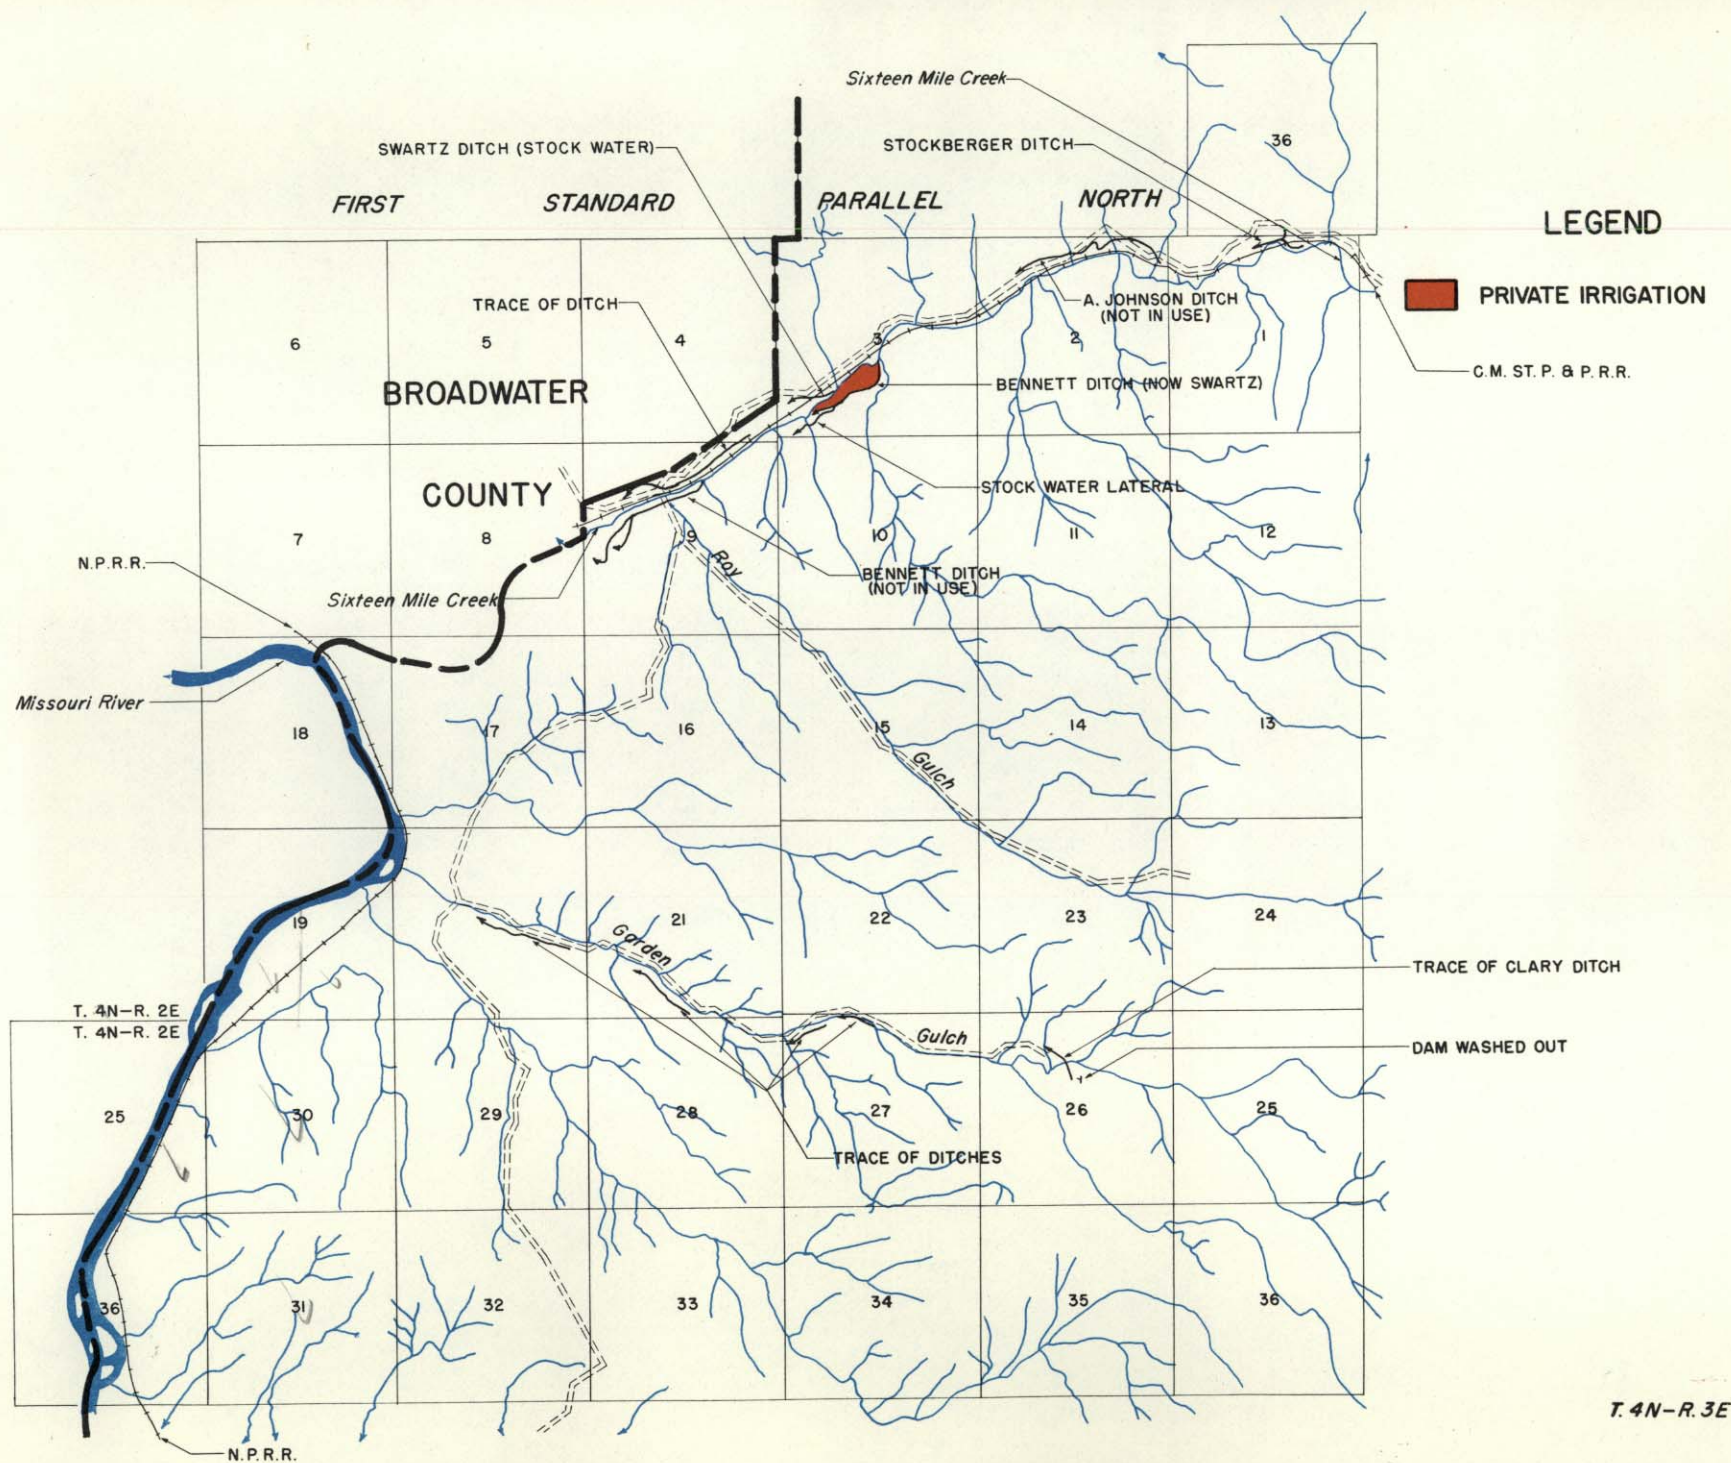 Sixteen Mile Creek
SWARTZ DITCH (STOCK WATER)
STOCKBERGER DITCH
36
FIRST STANDARD PARALLEL NORTH
LEGEND
PRIVATE IRRIGATION
TRACE OF DITCH
A. JOHNSON DITCH
(NOT IN USE)
6 5 4 3 2 1
C.M. ST. P. & P. R.R.
BROADWATER
BENNETT DITCH (NOW SWARTZ)
COUNTY
STOCK WATER LATERAL
7 8 9 10 11 12
N.P.R.R.
Roy
BENNETT DITCH
(NOT IN USE)
Sixteen Mile Creek
Missouri River
18 17 16 15 14 13
Gulch
19 21 22 23 24
Garden
TRACE OF CLARY DITCH
T. 4N-R. 2E
T. 4N-R. 2E
Gulch
DAM WASHED OUT
25 30 29 28 27 26 25
TRACE OF DITCHES
36 31 32 33 34 35 36
T. 4N-R. 3E
N.P.R.R.